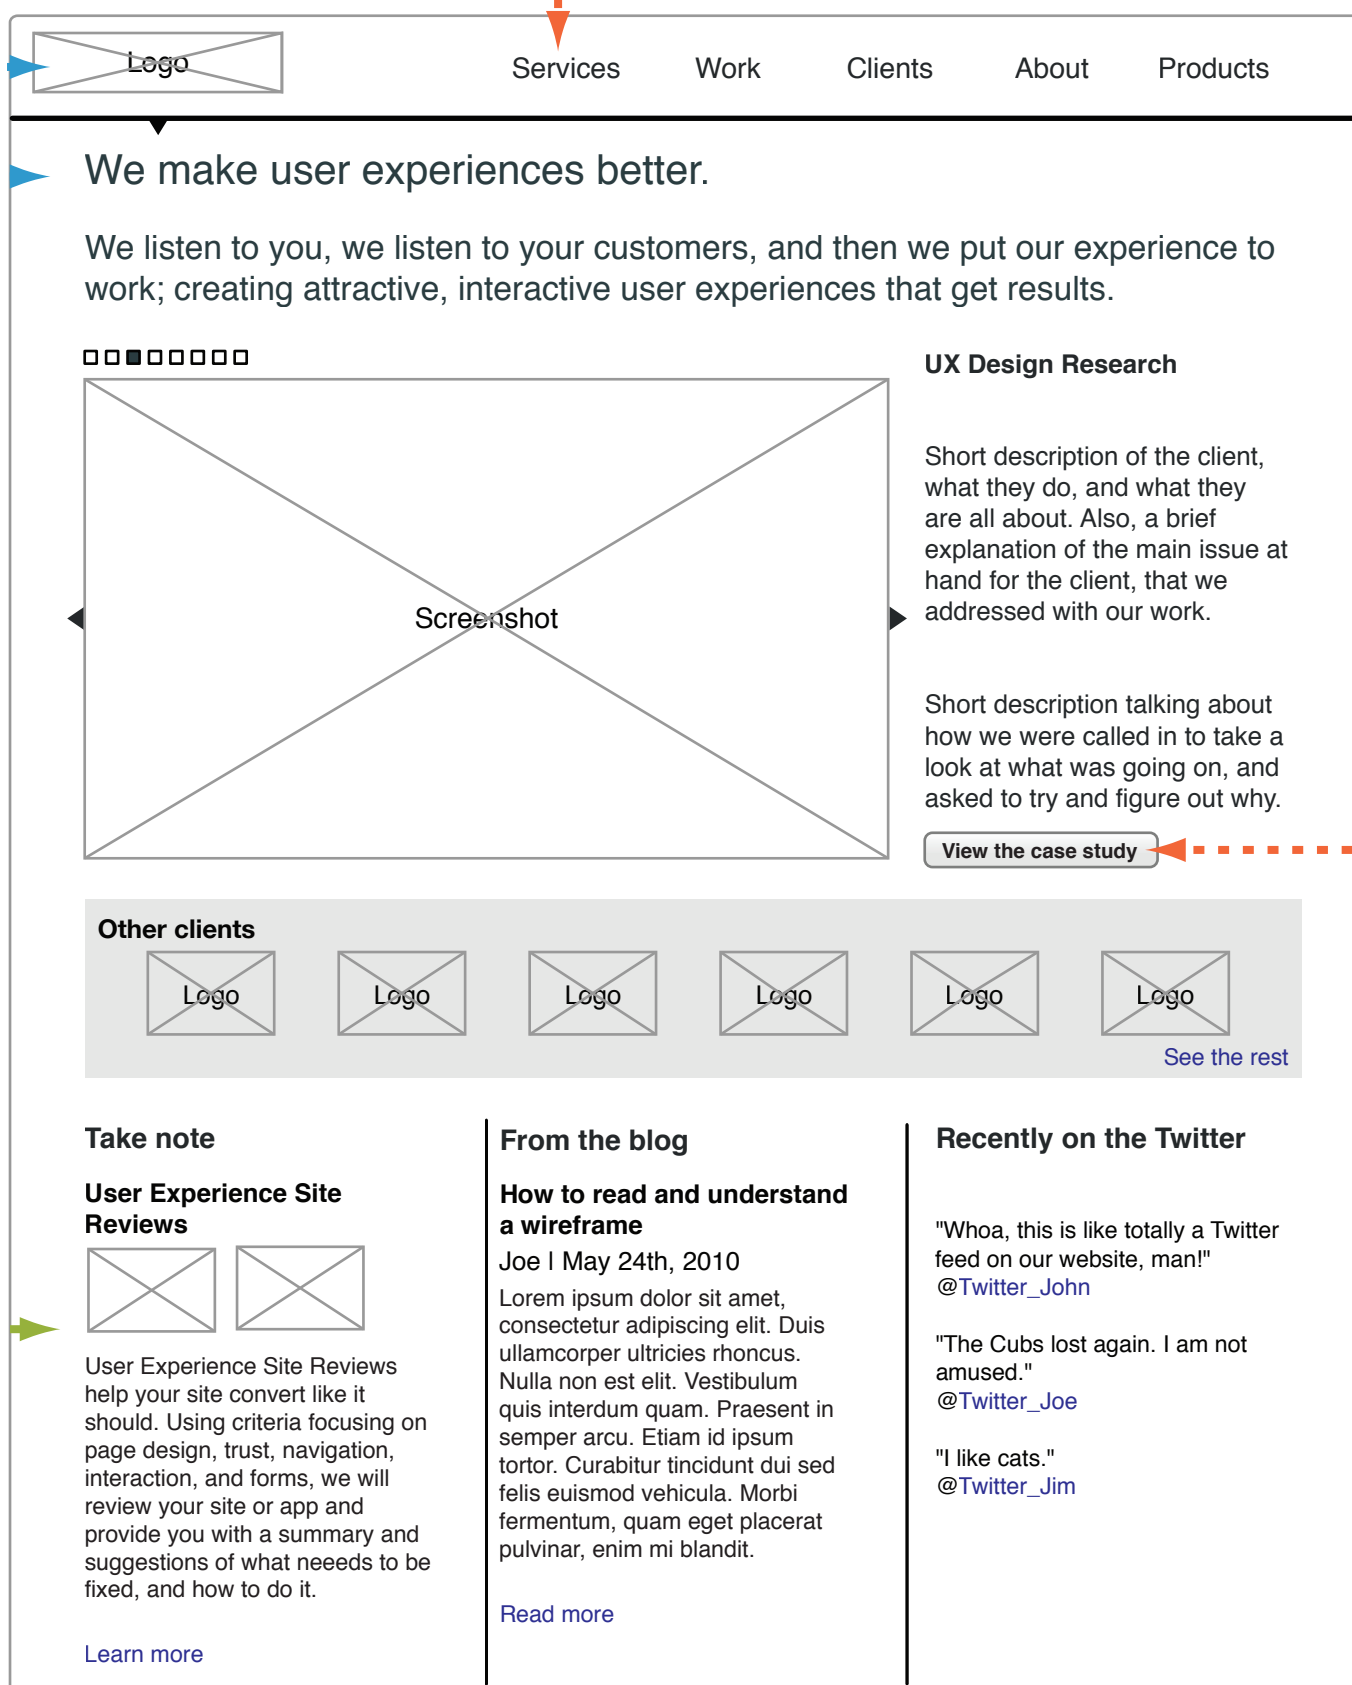 Logo
Services Work Clients About Products
We make user experiences better.
We listen to you, we listen to your customers, and then we put our experience to
work; creating attractive, interactive user experiences that get results.
Screenshot
UX Design Research
Short description of the client,
what they do, and what they
are all about. Also, a brief
explanation of the main issue at
hand for the client, that we
addressed with our work.
Short description talking about
how we were called in to take a
look at what was going on, and
asked to try and figure out why.
View the case study
Other clients
Logo Logo Logo Logo Logo Logo
See the rest
Take note
User Experience Site
Reviews
User Experience Site Reviews
help your site convert like it
should. Using criteria focusing on
page design, trust, navigation,
interaction, and forms, we will
review your site or app and
provide you with a summary and
suggestions of what neeeds to be
fixed, and how to do it.
Learn more
From the blog
How to read and understand
a wireframe
Joe | May 24th, 2010
Lorem ipsum dolor sit amet,
consectetur adipiscing elit. Duis
ullamcorper ultricies rhoncus.
Nulla non est elit. Vestibulum
quis interdum quam. Praesent in
semper arcu. Etiam id ipsum
tortor. Curabitur tincidunt dui sed
felis euismod vehicula. Morbi
fermentum, quam eget placerat
pulvinar, enim mi blandit.
Read more
Recently on the Twitter
"Whoa, this is like totally a Twitter
feed on our website, man!"
@Twitter_John
"The Cubs lost again. I am not
amused."
@Twitter_Joe
"I like cats."
@Twitter_Jim